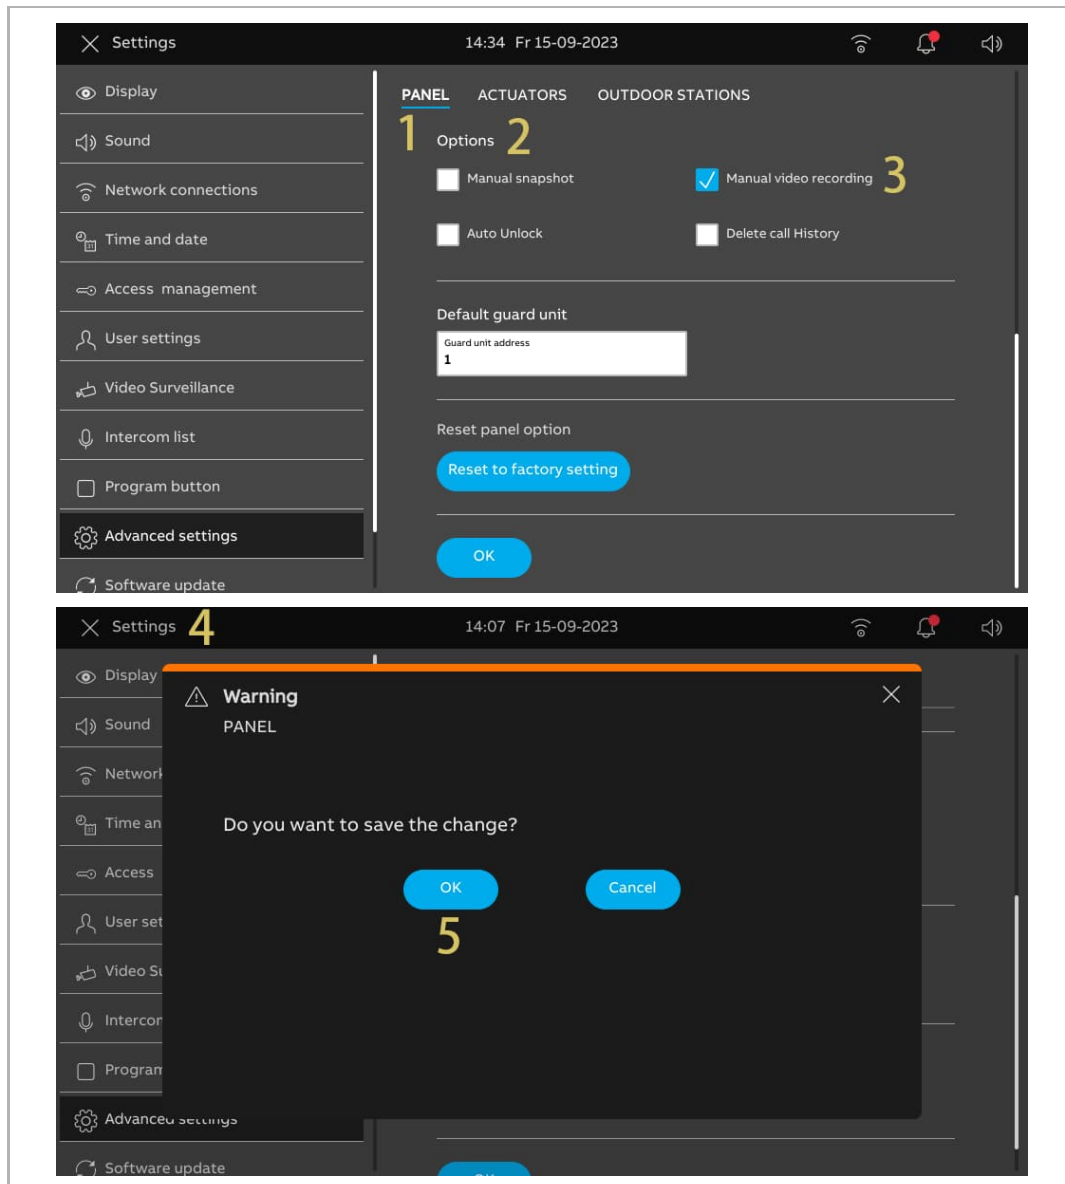 Settings
14:34 Fr 15-09-2023
Display
Sound
Network connections
Time and date
Access management
User settings
Video Surveillance
Intercom list
Program button
Advanced settings
Software update
PANEL ACTUATORS OUTDOOR STATIONS
1
Options 2
Manual snapshot
Manual video recording 3
Auto Unlock
Delete call History
Default guard unit
Guard unit address
1
Reset panel option
Reset to factory setting
OK
Settings 4
14:07 Fr 15-09-2023
Display
Sound
Network
Time an
Access
User set
Video Su
Intercom
Program
Advanced settings
Software update
Warning
PANEL
Do you want to save the change?
OK Cancel
5